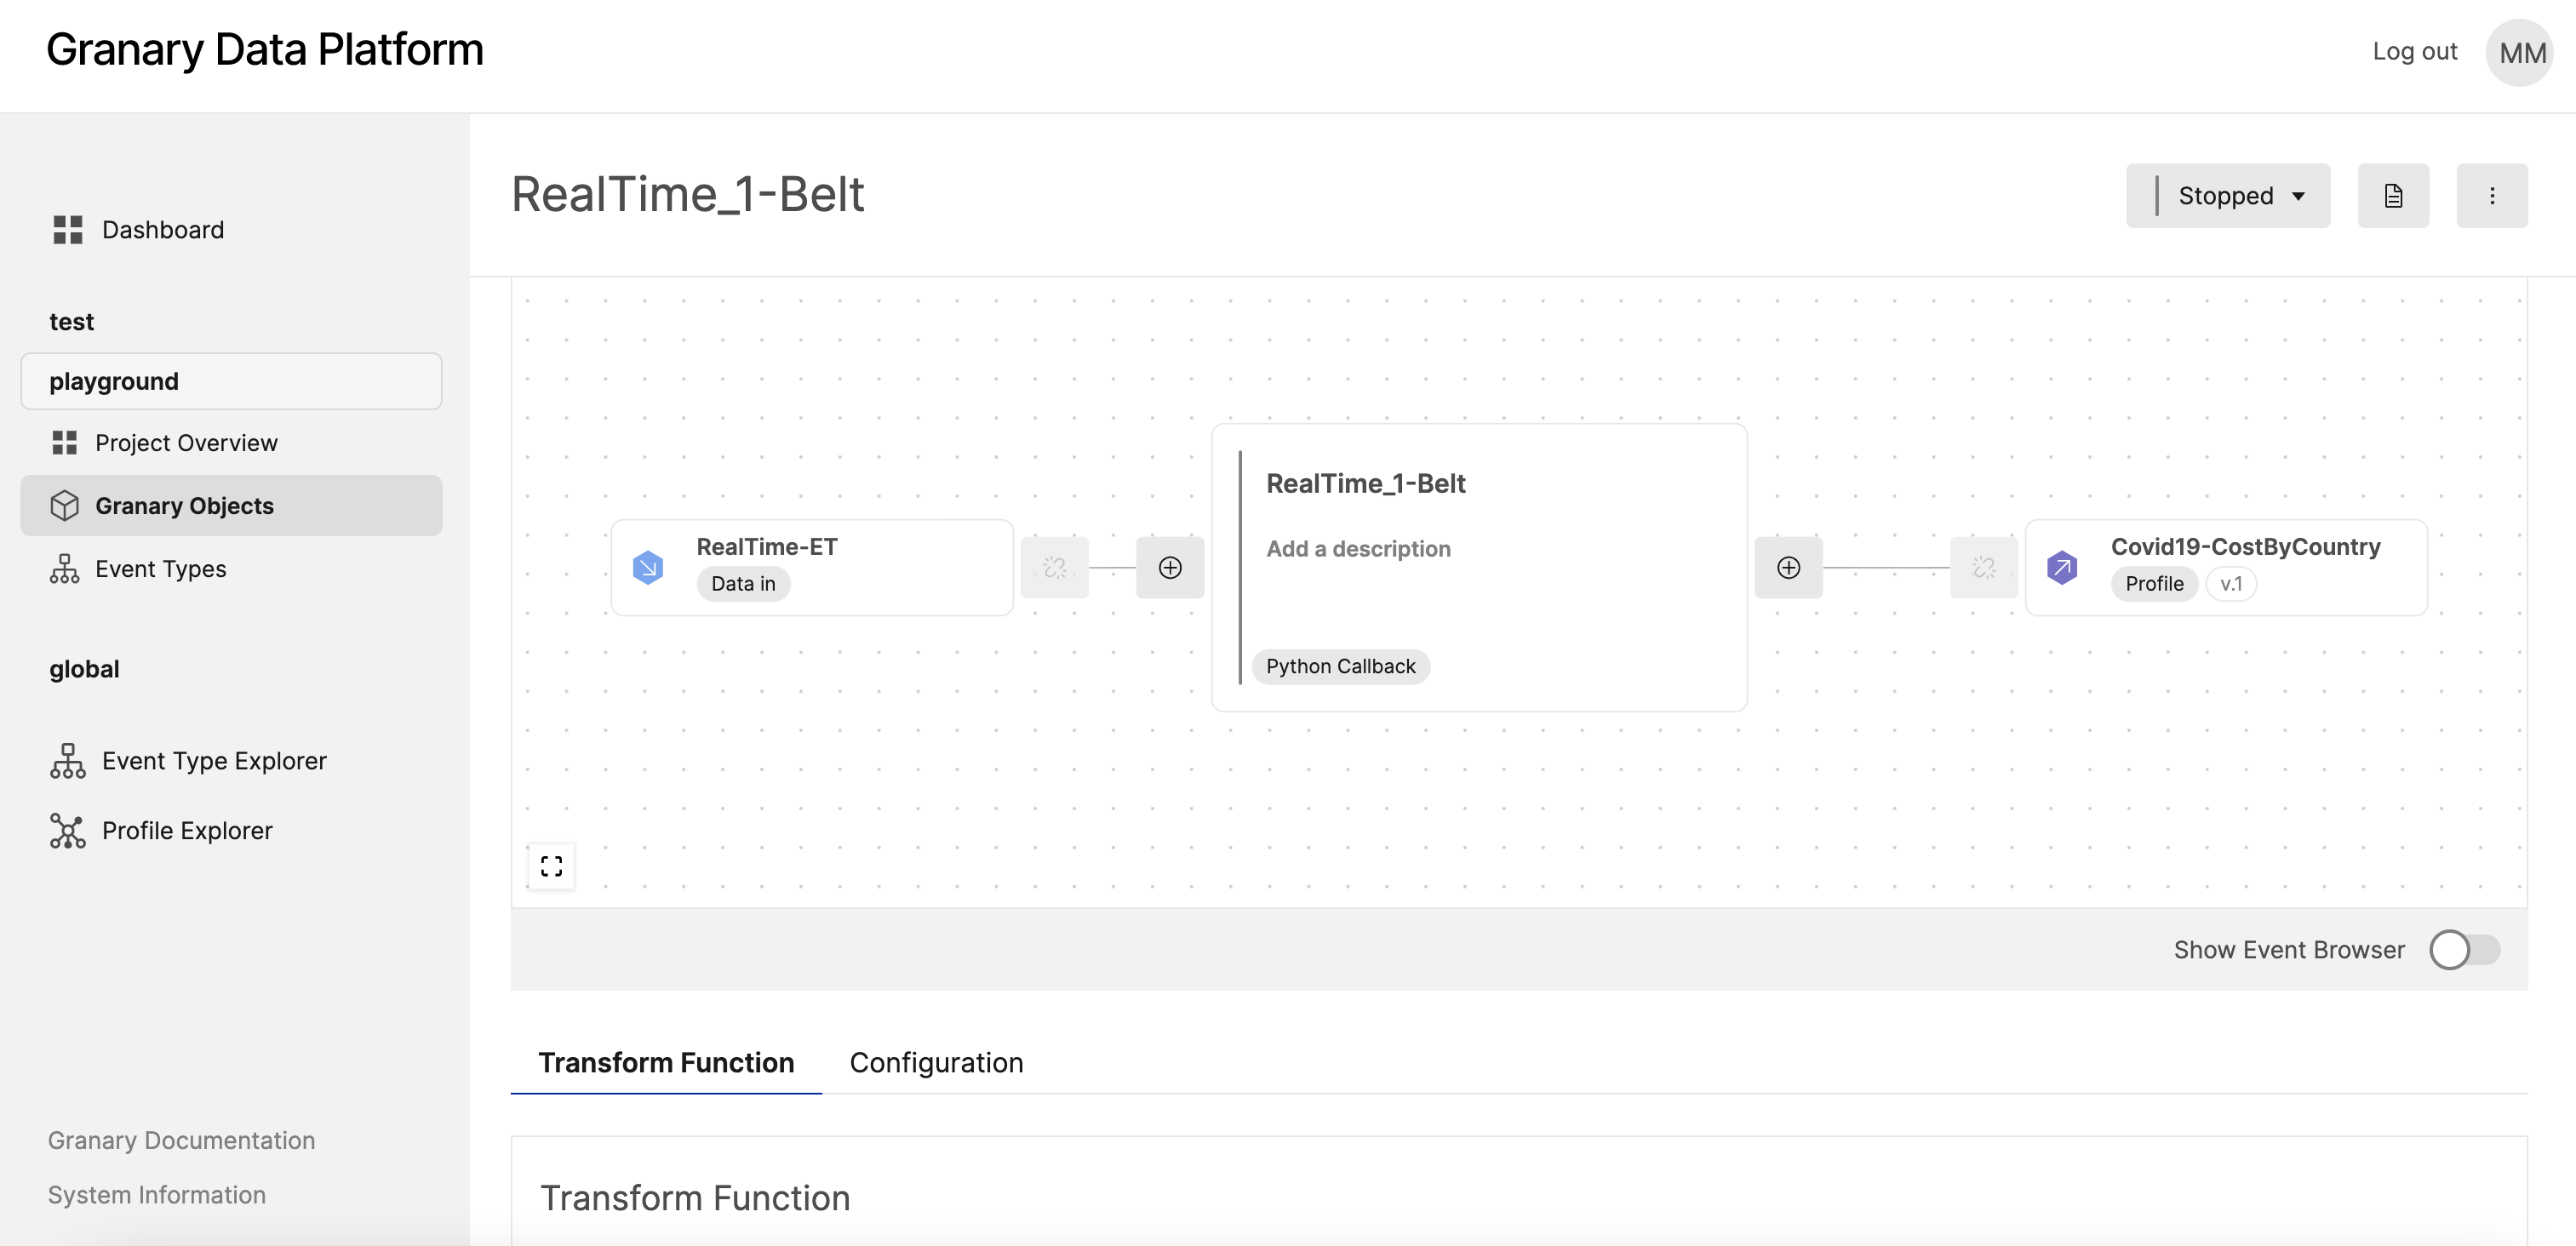 Granary Data Platform
Log out
MM
Dashboard
test
playground
Project Overview
Granary Objects
Event Types
global
Event Type Explorer
Profile Explorer
Granary Documentation
System Information
RealTime_1-Belt
Stopped
RealTime-ET
Data in
RealTime_1-Belt
Add a description
Python Callback
Covid19-CostByCountry
Profile v.1
Show Event Browser
Transform Function Configuration
Transform Function